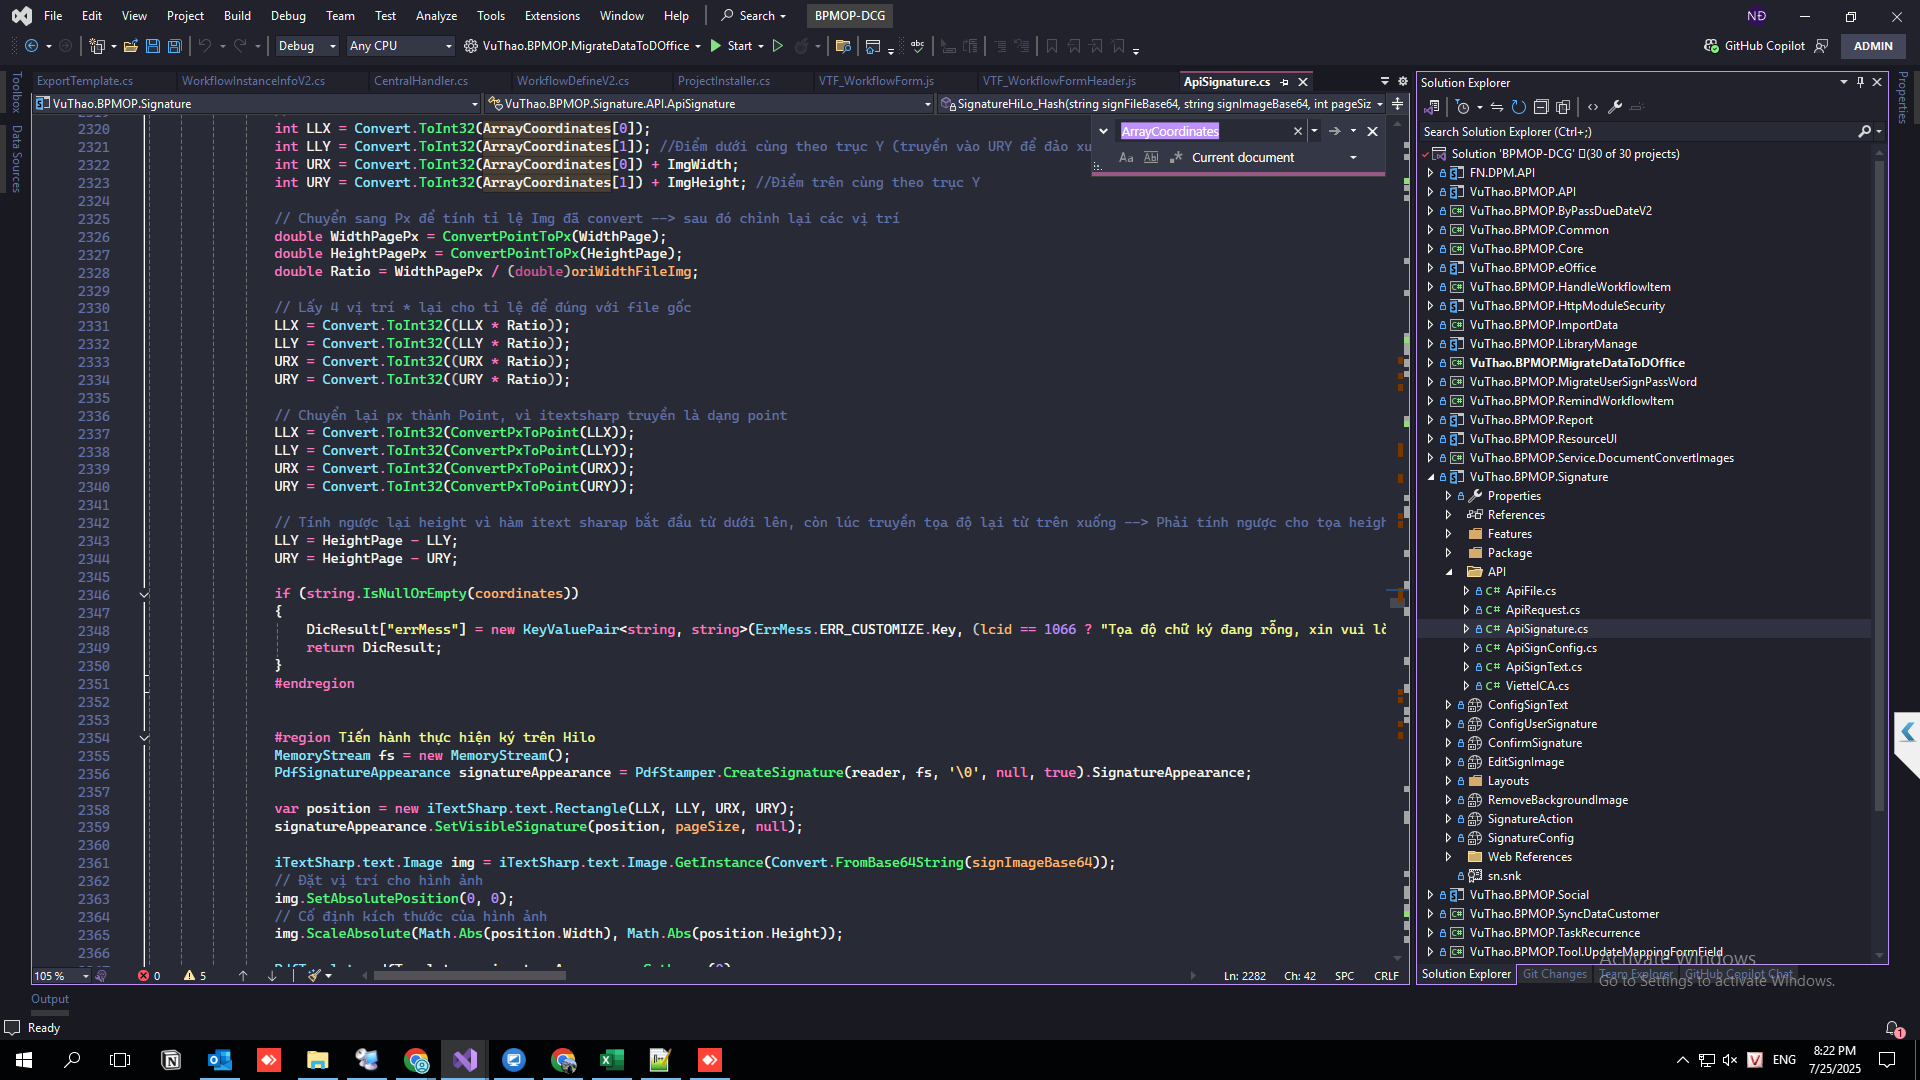 File Edit View Project Build Debug Team Test Analyze Tools Extensions Window Help Search BPMOP-DCG NĐ
Debug Any CPU VuThao.BPMOP.MigrateDataToDOffice Start GitHub Copilot ADMIN
Toolbox
Data Sources
ExportTemplate.cs WorkflowInstanceInfoV2.cs CentralHandler.cs WorkflowDefineV2.cs ProjectInstaller.cs VTF_WorkflowForm.js VTF_WorkflowFormHeader.js ApiSignature.cs
VuThao.BPMOP.Signature VuThao.BPMOP.Signature.API.ApiSignature SignatureHiLo_Hash(string signFileBase64, string signImageBase64, int pageSiz
ArrayCoordinates
Aa Ab Current document
2320 int LLX = Convert.ToInt32(ArrayCoordinates[0]);
2321 int LLY = Convert.ToInt32(ArrayCoordinates[1]); //Điểm dưới cùng theo trục Y (truyền vào URY để đảo xu
2322 int URX = Convert.ToInt32(ArrayCoordinates[0]) + ImgWidth;
2323 int URY = Convert.ToInt32(ArrayCoordinates[1]) + ImgHeight; //Điểm trên cùng theo trục Y
2324
2325 // Chuyển sang Px để tính tỉ lệ Img đã convert --> sau đó chỉnh lại các vị trí
2326 double WidthPagePx = ConvertPointToPx(WidthPage);
2327 double HeightPagePx = ConvertPointToPx(HeightPage);
2328 double Ratio = WidthPagePx / (double)oriWidthFileImg;
2329
2330 // Lấy 4 vị trí * lại cho tỉ lệ để đúng với file gốc
2331 LLX = Convert.ToInt32((LLX * Ratio));
2332 LLY = Convert.ToInt32((LLY * Ratio));
2333 URX = Convert.ToInt32((URX * Ratio));
2334 URY = Convert.ToInt32((URY * Ratio));
2335
2336 // Chuyển lại px thành Point, vì itextsharp truyền là dạng point
2337 LLX = Convert.ToInt32(ConvertPxToPoint(LLX));
2338 LLY = Convert.ToInt32(ConvertPxToPoint(LLY));
2339 URX = Convert.ToInt32(ConvertPxToPoint(URX));
2340 URY = Convert.ToInt32(ConvertPxToPoint(URY));
2341
2342 // Tính ngược lại height vì hàm itext sharap bắt đầu từ dưới lên, còn lúc truyền tọa độ lại từ trên xuống --> Phải tính ngược cho tọa heigh
2343 LLY = HeightPage - LLY;
2344 URY = HeightPage - URY;
2345
2346 if (string.IsNullOrEmpty(coordinates))
2347 {
2348 DicResult["errMess"] = new KeyValuePair<string, string>(ErrMess.ERR_CUSTOMIZE.Key, (lcid == 1066 ? "Tọa độ chữ ký đang rỗng, xin vui lò
2349 return DicResult;
2350 }
2351 #endregion
2352
2353
2354 #region Tiến hành thực hiện ký trên Hilo
2355 MemoryStream fs = new MemoryStream();
2356 PdfSignatureAppearance signatureAppearance = PdfStamper.CreateSignature(reader, fs, '\0', null, true).SignatureAppearance;
2357
2358 var position = new iTextSharp.text.Rectangle(LLX, LLY, URX, URY);
2359 signatureAppearance.SetVisibleSignature(position, pageSize, null);
2360
2361 iTextSharp.text.Image img = iTextSharp.text.Image.GetInstance(Convert.FromBase64String(signImageBase64));
2362 // Đặt vị trí cho hình ảnh
2363 img.SetAbsolutePosition(0, 0);
2364 // Cố định kích thước của hình ảnh
2365 img.ScaleAbsolute(Math.Abs(position.Width), Math.Abs(position.Height));
2366
105 % 0 5 Ln: 2282 Ch: 42 SPC CRLF
Output
Ready
Solution Explorer
Search Solution Explorer (Ctrl+;)
Solution 'BPMOP-DCG' (30 of 30 projects)
FN.DPM.API
VuThao.BPMOP.API
VuThao.BPMOP.ByPassDueDateV2
VuThao.BPMOP.Common
VuThao.BPMOP.Core
VuThao.BPMOP.eOffice
VuThao.BPMOP.HandleWorkflowItem
VuThao.BPMOP.HttpModuleSecurity
VuThao.BPMOP.ImportData
VuThao.BPMOP.LibraryManage
VuThao.BPMOP.MigrateDataToDOffice
VuThao.BPMOP.MigrateUserSignPassWord
VuThao.BPMOP.RemindWorkflowItem
VuThao.BPMOP.Report
VuThao.BPMOP.ResourceUI
VuThao.BPMOP.Service.DocumentConvertImages
VuThao.BPMOP.Signature
Properties
References
Features
Package
API
C# ApiFile.cs
C# ApiRequest.cs
C# ApiSignature.cs
C# ApiSignConfig.cs
C# ApiSignText.cs
C# ViettelCA.cs
ConfigSignText
ConfigUserSignature
ConfirmSignature
EditSignImage
Layouts
RemoveBackgroundImage
SignatureAction
SignatureConfig
Web References
sn.snk
VuThao.BPMOP.Social
VuThao.BPMOP.SyncDataCustomer
VuThao.BPMOP.TaskRecurrence
VuThao.BPMOP.Tool.UpdateMappingFormField
Solution Explorer Git Changes Team Explorer GitHub Copilot Chat
Activate Windows
Go to Settings to activate Windows.
Properties
1
ENG
8:22 PM
7/25/2025